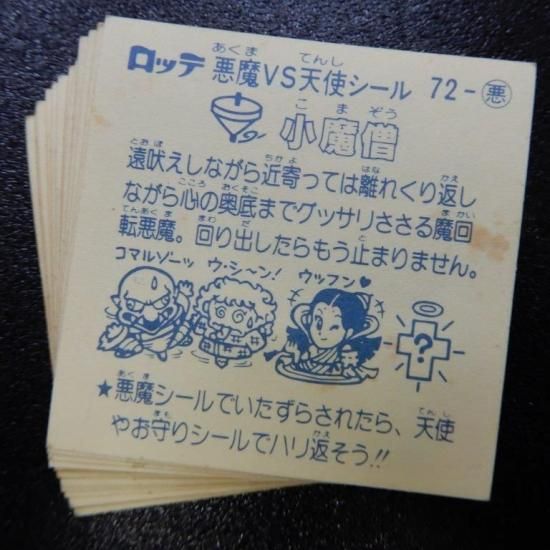 ロッテ 悪魔VS天使シール 72-悪
小魔僧
遠吠えしながら近寄っては離れくり返し
ながら心の奥底までグッサリささる魔回
転悪魔。回り出したらもう止まりません。
コマルゾーッ ウ・シ〜ン! ウッフン♥
?
★悪魔シールでいたずらされたら、天使
やお守りシールでハリ返そう!!